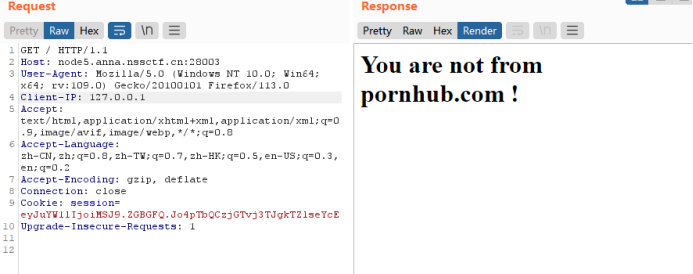 Request
Pretty Raw Hex \n
1 GET / HTTP/1.1
2 Host: node5.anna.nssctf.cn:28003
3 User-Agent: Mozilla/5.0 (Windows NT 10.0; Win64;
x64; rv:109.0) Gecko/20100101 Firefox/113.0
4 Client-IP: 127.0.0.1
5 Accept:
text/html,application/xhtml+xml,application/xml;q=0
.9,image/avif,image/webp,*/*;q=0.8
6 Accept-Language:
zh-CN,zh;q=0.8,zh-TW;q=0.7,zh-HK;q=0.5,en-US;q=0.3,
en;q=0.2
7 Accept-Encoding: gzip, deflate
8 Connection: close
9 Cookie: session=
eyJuYW1lIjoiMSJ9.ZGBGFQ.Jo4pTbQCzjGTvj3TJgkTZlseYcE
10 Upgrade-Insecure-Requests: 1
11
12
Response
Pretty Raw Hex Render \n
You are not from
pornhub.com !